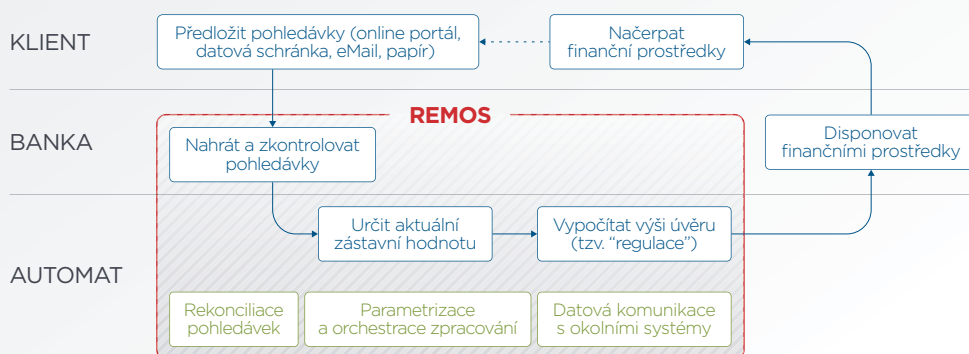 KLIENT
Předložit pohledávky (online portál,
datová schránka, eMail, papír)
Načerpat
finanční prostředky
REMOS
BANKA
Nahrát a zkontrolovat
pohledávky
Disponovat
finančními prostředky
AUTOMAT
Určit aktuální
zástavní hodnotu
Vypočítat výši úvěru
(tzv. “regulace”)
Rekonciliace
pohledávek
Parametrizace
a orchestrace zpracování
Datová komunikace
s okolními systémy